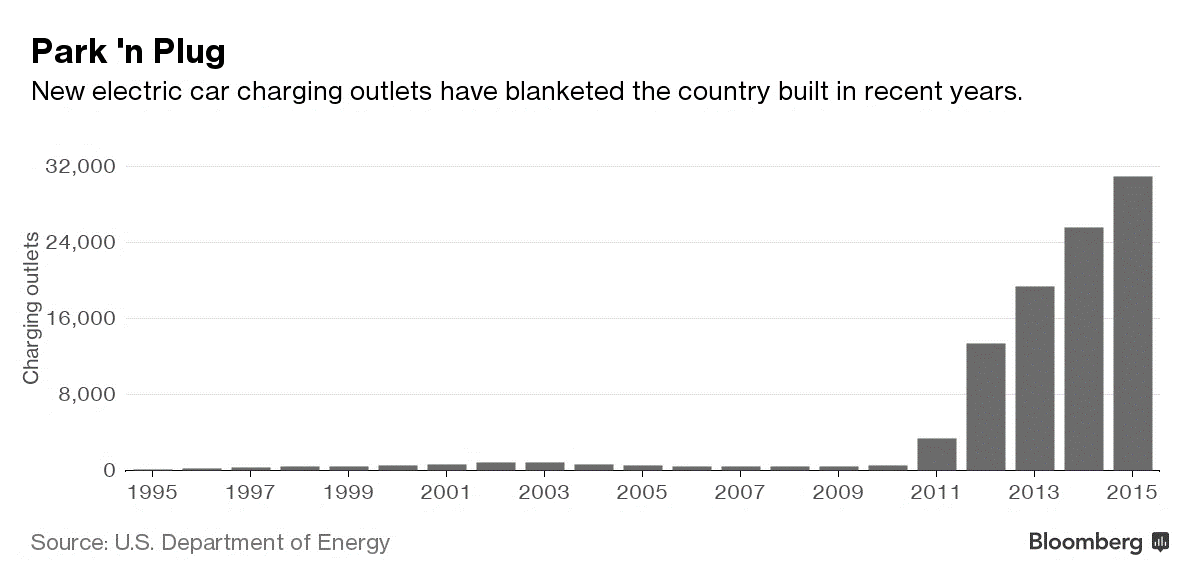 Park 'n Plug
New electric car charging outlets have blanketed the country built in recent years.
Charging outlets
32,000
24,000
16,000
8,000
0
1995 1997 1999 2001 2003 2005 2007 2009 2011 2013 2015
Source: U.S. Department of Energy
Bloomberg